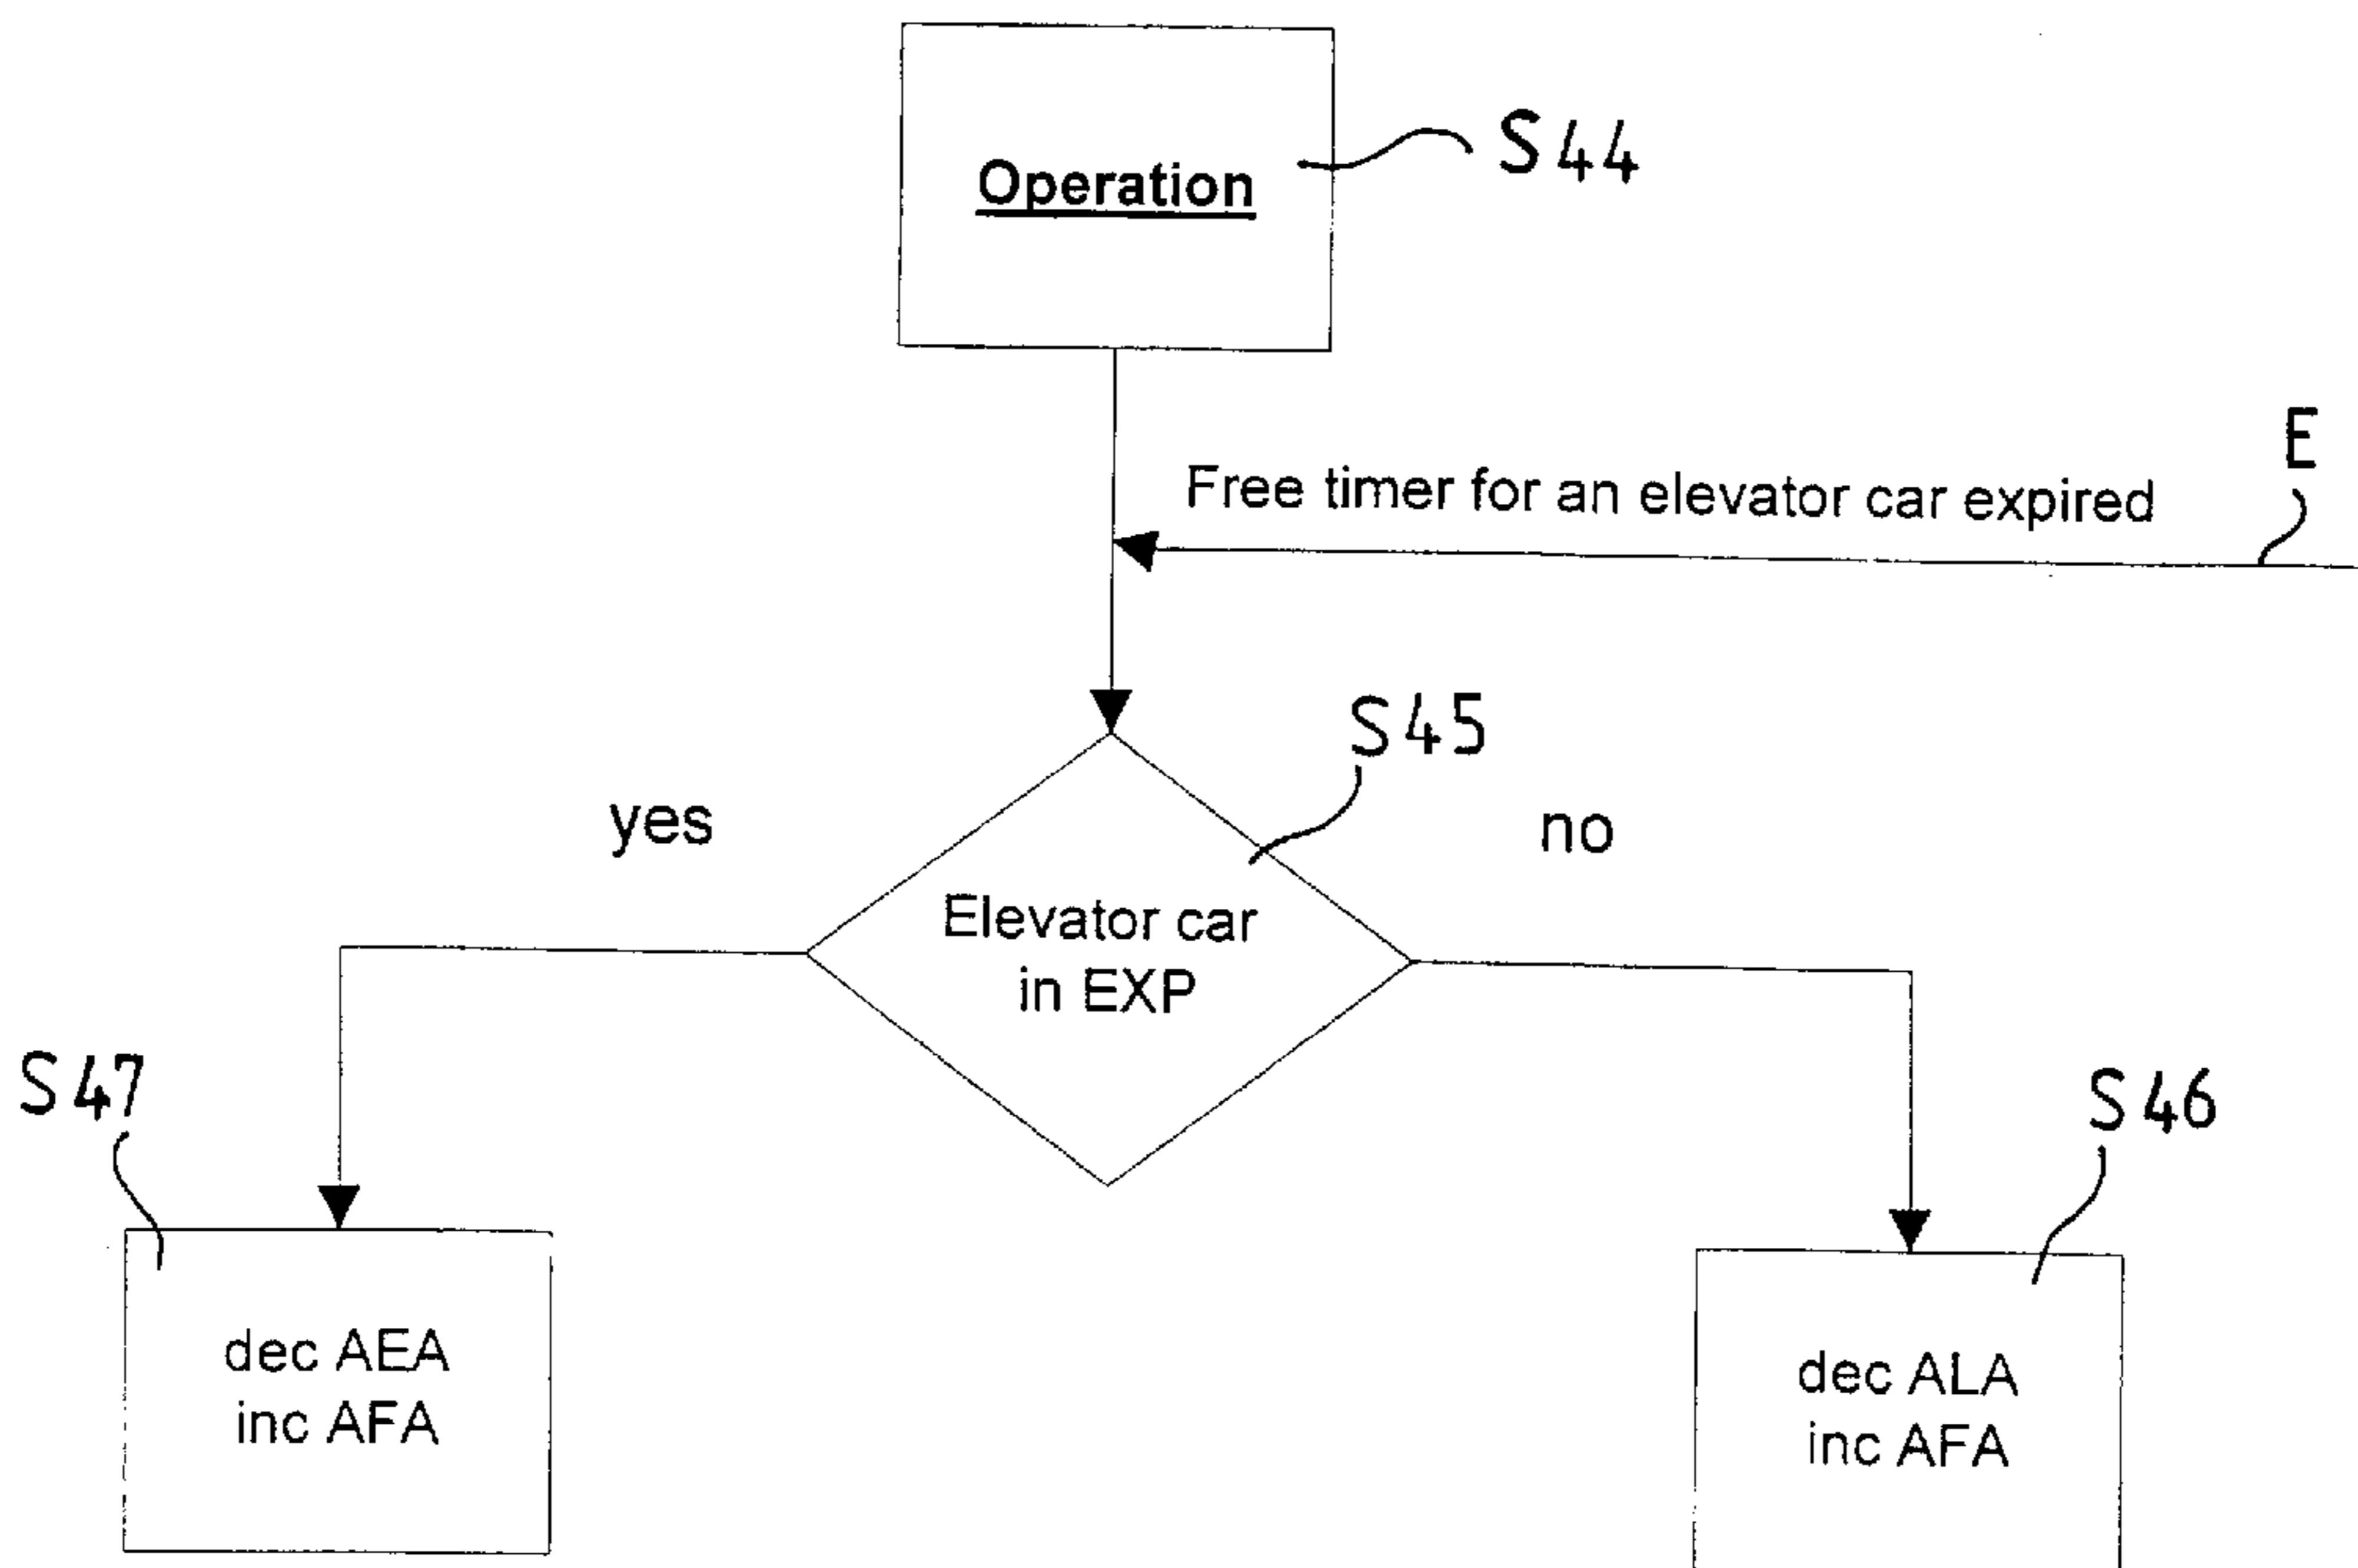 Operation
S44
E
Free timer for an elevator car expired
S45
yes
no
Elevator car
in EXP
S47
S46
dec AEA
inc AFA
dec ALA
inc AFA